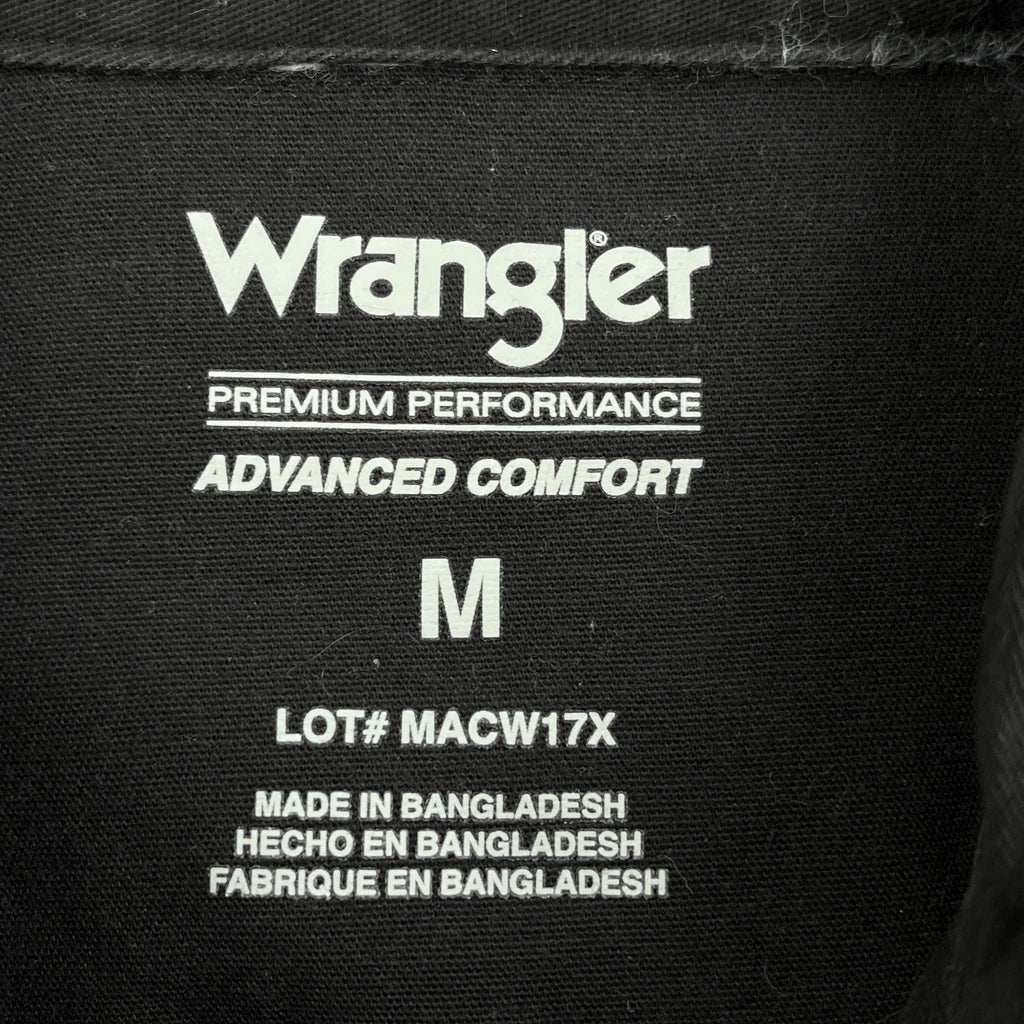 Wrangler®
PREMIUM PERFORMANCE
ADVANCED COMFORT
M
LOT# MACW17X
MADE IN BANGLADESH
HECHO EN BANGLADESH
FABRIQUE EN BANGLADESH